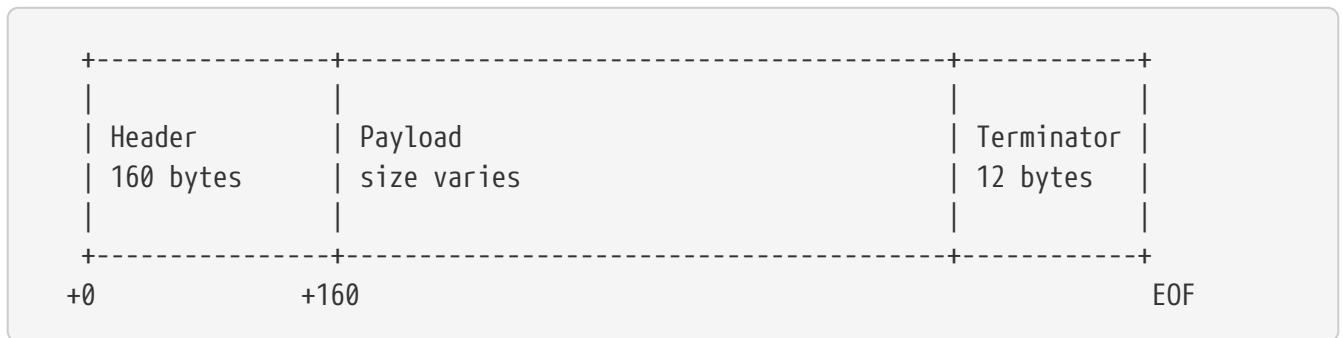 +----------------+---------------------------------------+------------+
|                |                                       |            |
| Header         | Payload                               | Terminator |
| 160 bytes      | size varies                           | 12 bytes   |
|                |                                       |            |
+----------------+---------------------------------------+------------+
+0 +160 EOF